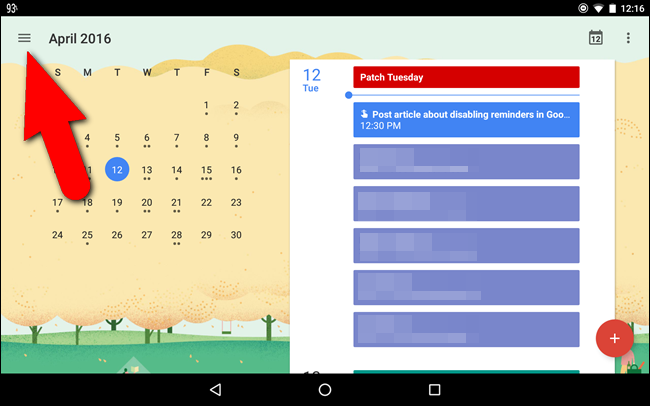 93%
12:16
April 2016
12
S M T W T F S
1 2
4 5 6 7 8 9
12 13 14 15 16
17 18 19 20 21 22 23
24 25 26 27 28 29 30
12
Tue
Patch Tuesday
Post article about disabling reminders in Goo...
12:30 PM
+